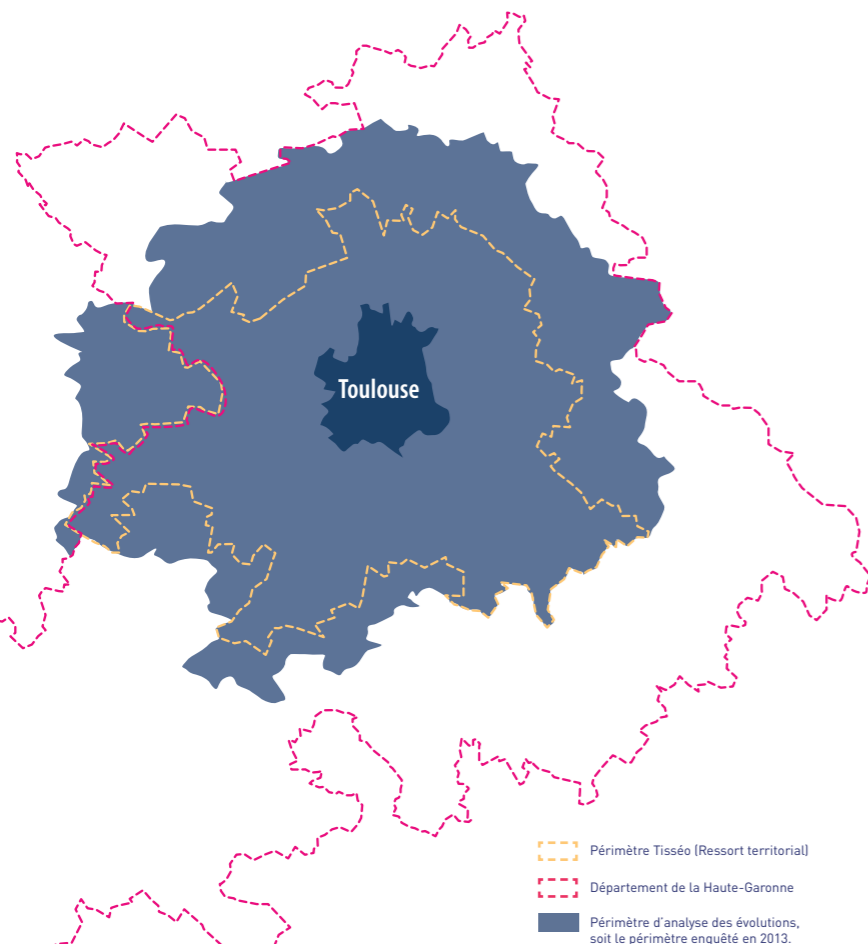 Toulouse
Périmètre Tisséo (Ressort territorial)
Département de la Haute-Garonne
Périmètre d'analyse des évolutions,
soit le périmètre enquêté en 2013.